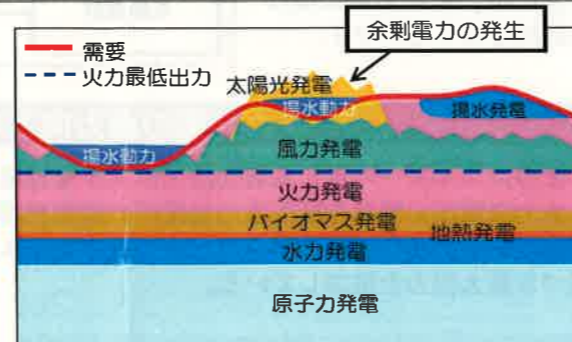 余剰電力の発生
需要
火力最低出力
太陽光発電
揚水動力
揚水発電
風力発電
揚水動力
火力発電
バイオマス発電
地熱発電
水力発電
原子力発電